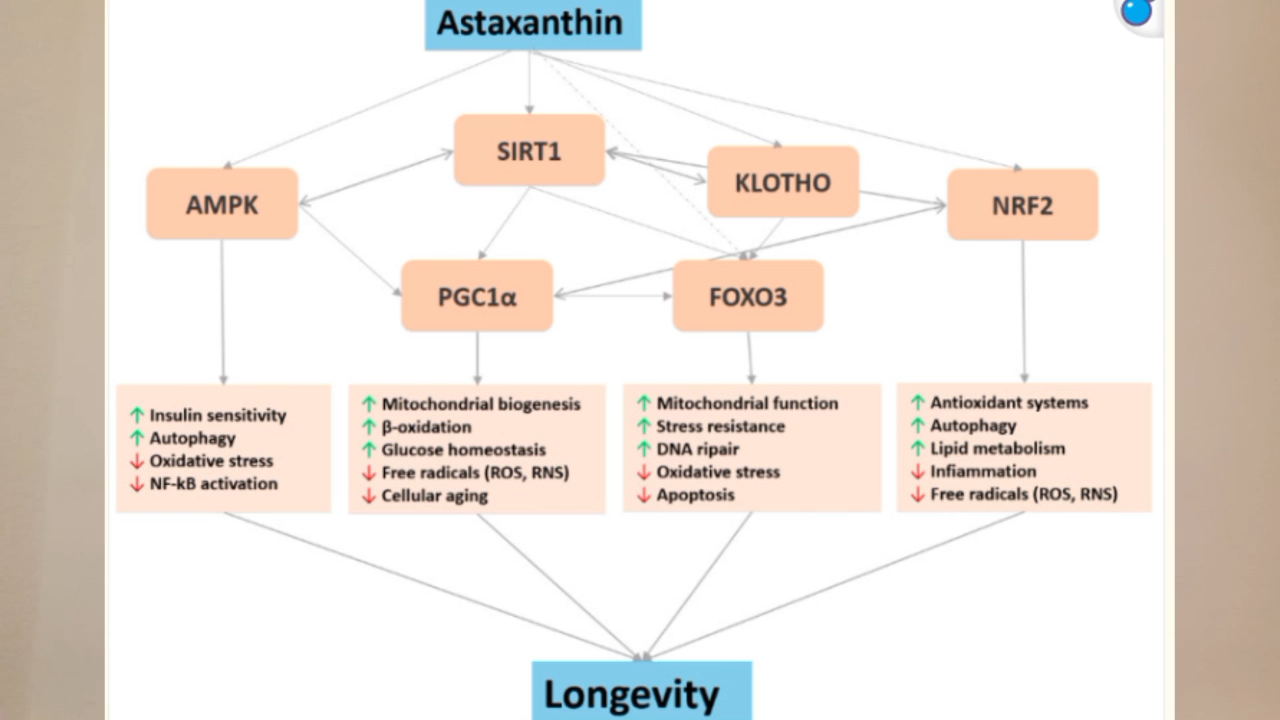 Astaxanthin
SIRT1
KLOTHO
AMPK
NRF2
PGC1α
FOXO3
↑ Insulin sensitivity
↑ Autophagy
↓ Oxidative stress
↓ NF-kB activation
↑ Mitochondrial biogenesis
↑ β-oxidation
↑ Glucose homeostasis
↓ Free radicals (ROS, RNS)
↓ Cellular aging
↑ Mitochondrial function
↑ Stress resistance
↑ DNA ripair
↓ Oxidative stress
↓ Apoptosis
↑ Antioxidant systems
↑ Autophagy
↑ Lipid metabolism
↓ Infiammation
↓ Free radicals (ROS, RNS)
Longevity